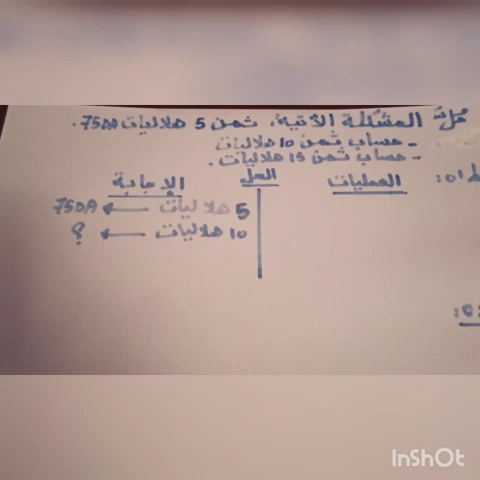 حل المشكلة الآتية: ثمن 5 هلاليات 75DA.
- حساب ثمن 10 هلاليات
- حساب ثمن 15 هلاليات.
ط01:
الحل
العمليات
الإجابة
5 هلاليات ← 75DA
10 هلاليات ← ?
InShOt